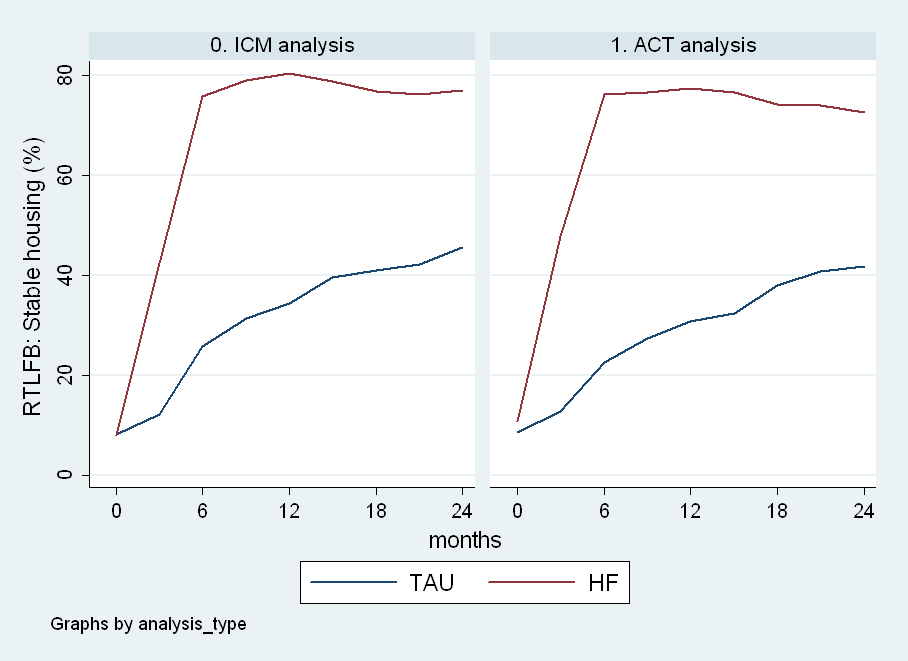 0. ICM analysis
1. ACT analysis
RTLFB: Stable housing (%)
80
60
40
20
0
0 6 12 18 24
0 6 12 18 24
months
TAU HF
Graphs by analysis_type